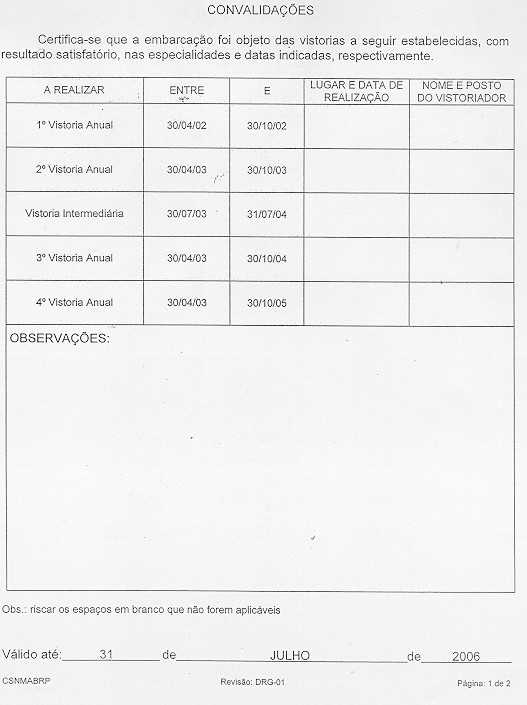 CONVALIDAÇÕES
Certifica-se que a embarcação foi objeto das vistorias a seguir estabelecidas, com
resultado satisfatório, nas especialidades e datas indicadas, respectivamente.
A REALIZAR ENTRE E LUGAR E DATA DE REALIZAÇÃO NOME E POSTO DO VISTORIADOR
1º Vistoria Anual 30/04/02 30/10/02
2º Vistoria Anual 30/04/03 30/10/03
Vistoria Intermediária 30/07/03 31/07/04
3º Vistoria Anual 30/04/03 30/10/04
4º Vistoria Anual 30/04/03 30/10/05
OBSERVAÇÕES:
Obs.: riscar os espaços em branco que não forem aplicáveis
Válido até: 31 de JULHO de 2006
CSNMABRP Revisão: DRG-01 Página: 1 de 2